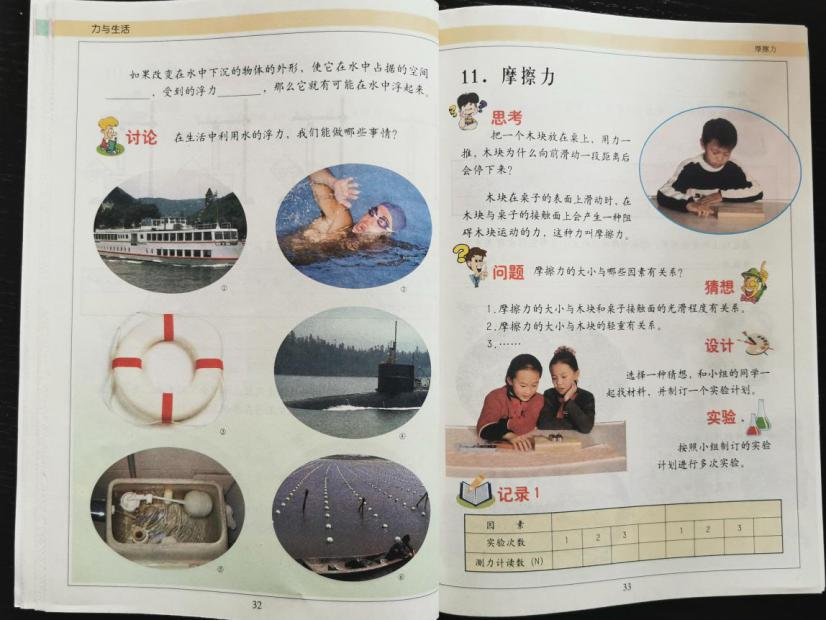 力与生活
如果改变在水中下沉的物体的外形，使它在水中占据的空间
______，受到的浮力______，那么它就有可能在水中浮起来。
讨论 在生活中利用水的浮力，我们能做哪些事情？
①
②
③
④
⑤
⑥
32
摩擦力
11．摩擦力
思考
把一个木块放在桌上，用力一
推，木块为什么向前滑动一段距离后
会停下来？
木块在桌子的表面上滑动时，在
木块与桌子的接触面上会产生一种阻
碍木块运动的力，这种力叫摩擦力。
问题 摩擦力的大小与哪些因素有关系？
猜想
1.摩擦力的大小与木块和桌子接触面的光滑程度有关系。
2.摩擦力的大小与木块的轻重有关系。
3.……
设计
选择一种猜想，和小组的同学一
起找材料，并制订一个实验计划。
实验
按照小组制订的实验
计划进行多次实验。
记录1
因 素
实验次数 1 2 3 1 2 3
测力计读数(N)
33